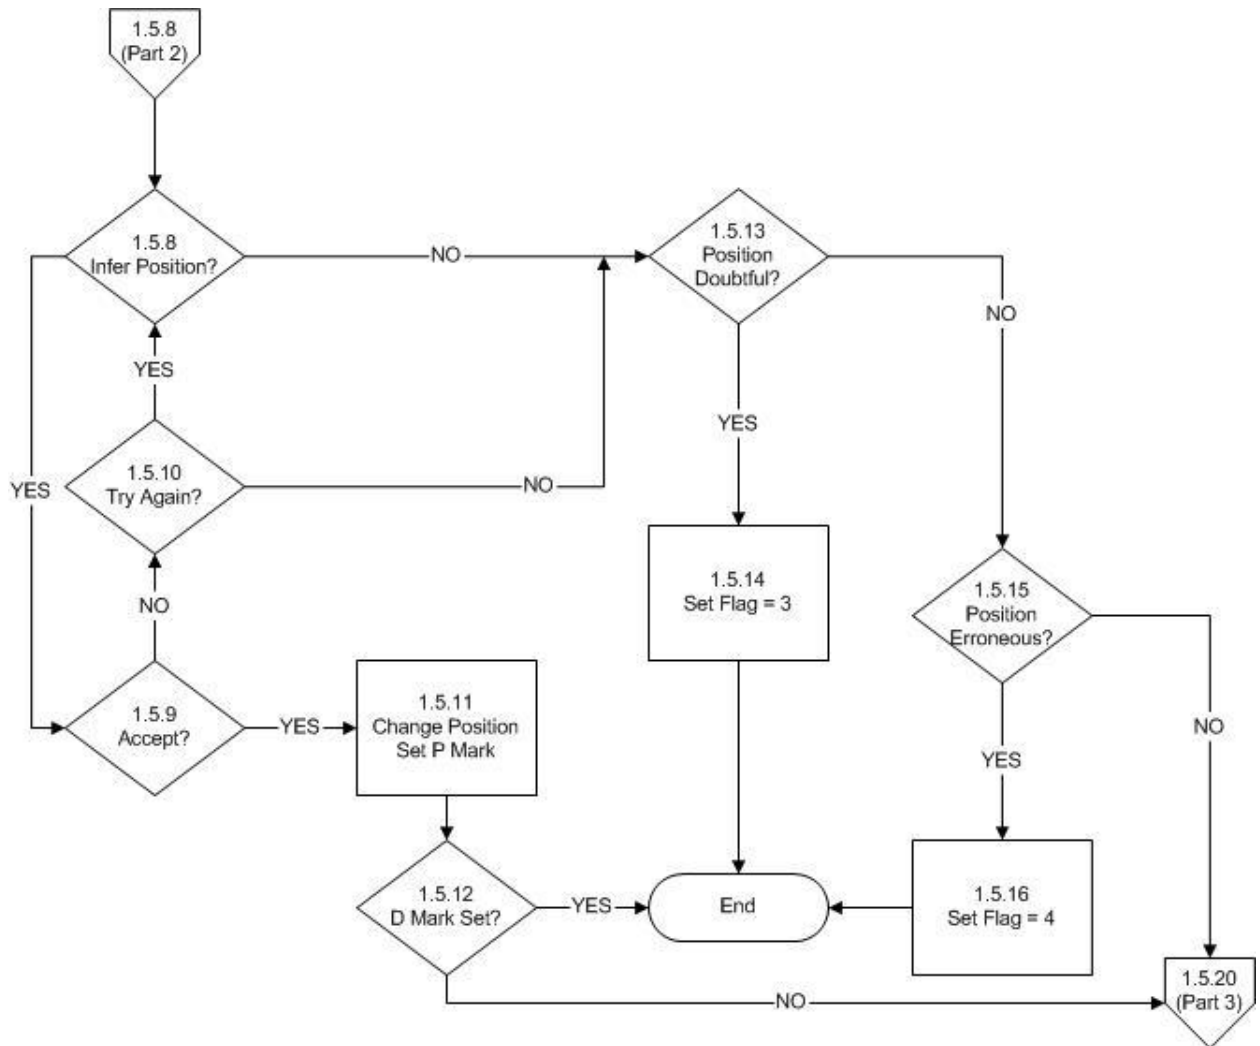 1.5.8
(Part 2)
1.5.8
Infer Position?
NO
1.5.13
Position
Doubtful?
NO
YES
YES
1.5.10
Try Again?
NO
YES
YES
1.5.14
Set Flag = 3
1.5.15
Position
Erroneous?
NO
1.5.9
Accept?
YES
1.5.11
Change Position
Set P Mark
NO
YES
1.5.12
D Mark Set?
YES
End
1.5.16
Set Flag = 4
NO
1.5.20
(Part 3)